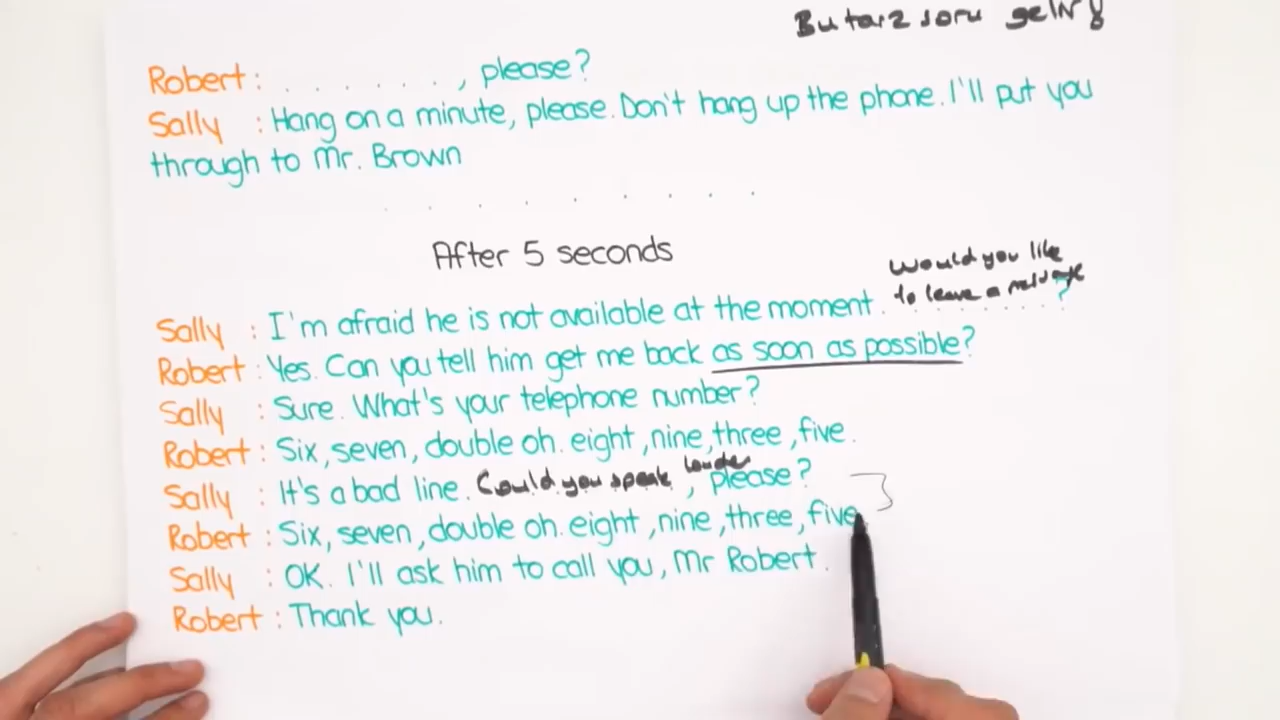 Bu tarz soru gelir
Robert: . . . . . . . , please?
Sally : Hang on a minute, please. Don't hang up the phone. I'll put you
through to Mr. Brown
. . . . . . . . .
After 5 seconds
Would you like
to leave a message
Sally : I'm afraid he is not available at the moment. . . . . . . . ?
Robert: Yes. Can you tell him get me back as soon as possible?
Sally : Sure. What's your telephone number?
Robert: Six, seven, double oh. eight, nine, three, five.
Sally : It's a bad line. Could you speak louder, please?
Robert: Six, seven, double oh. eight, nine, three, five
Sally : OK. I'll ask him to call you, Mr Robert.
Robert: Thank you.